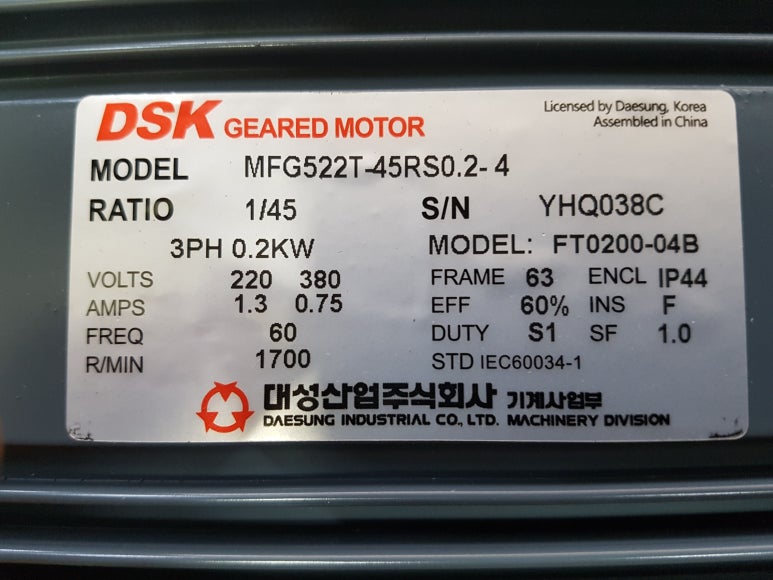 DSK GEARED MOTOR
Licensed by Daesung, Korea
Assembled in China
MODEL MFG522T-45RS0.2-4
RATIO 1/45 S/N YHQ038C
3PH 0.2KW MODEL: FT0200-04B
VOLTS 220 380 FRAME 63 ENCL IP44
AMPS 1.3 0.75 EFF 60% INS F
FREQ 60 DUTY S1 SF 1.0
R/MIN 1700 STD IEC60034-1
대성산업주식회사 기계사업부
DAESUNG INDUSTRIAL CO., LTD. MACHINERY DIVISION